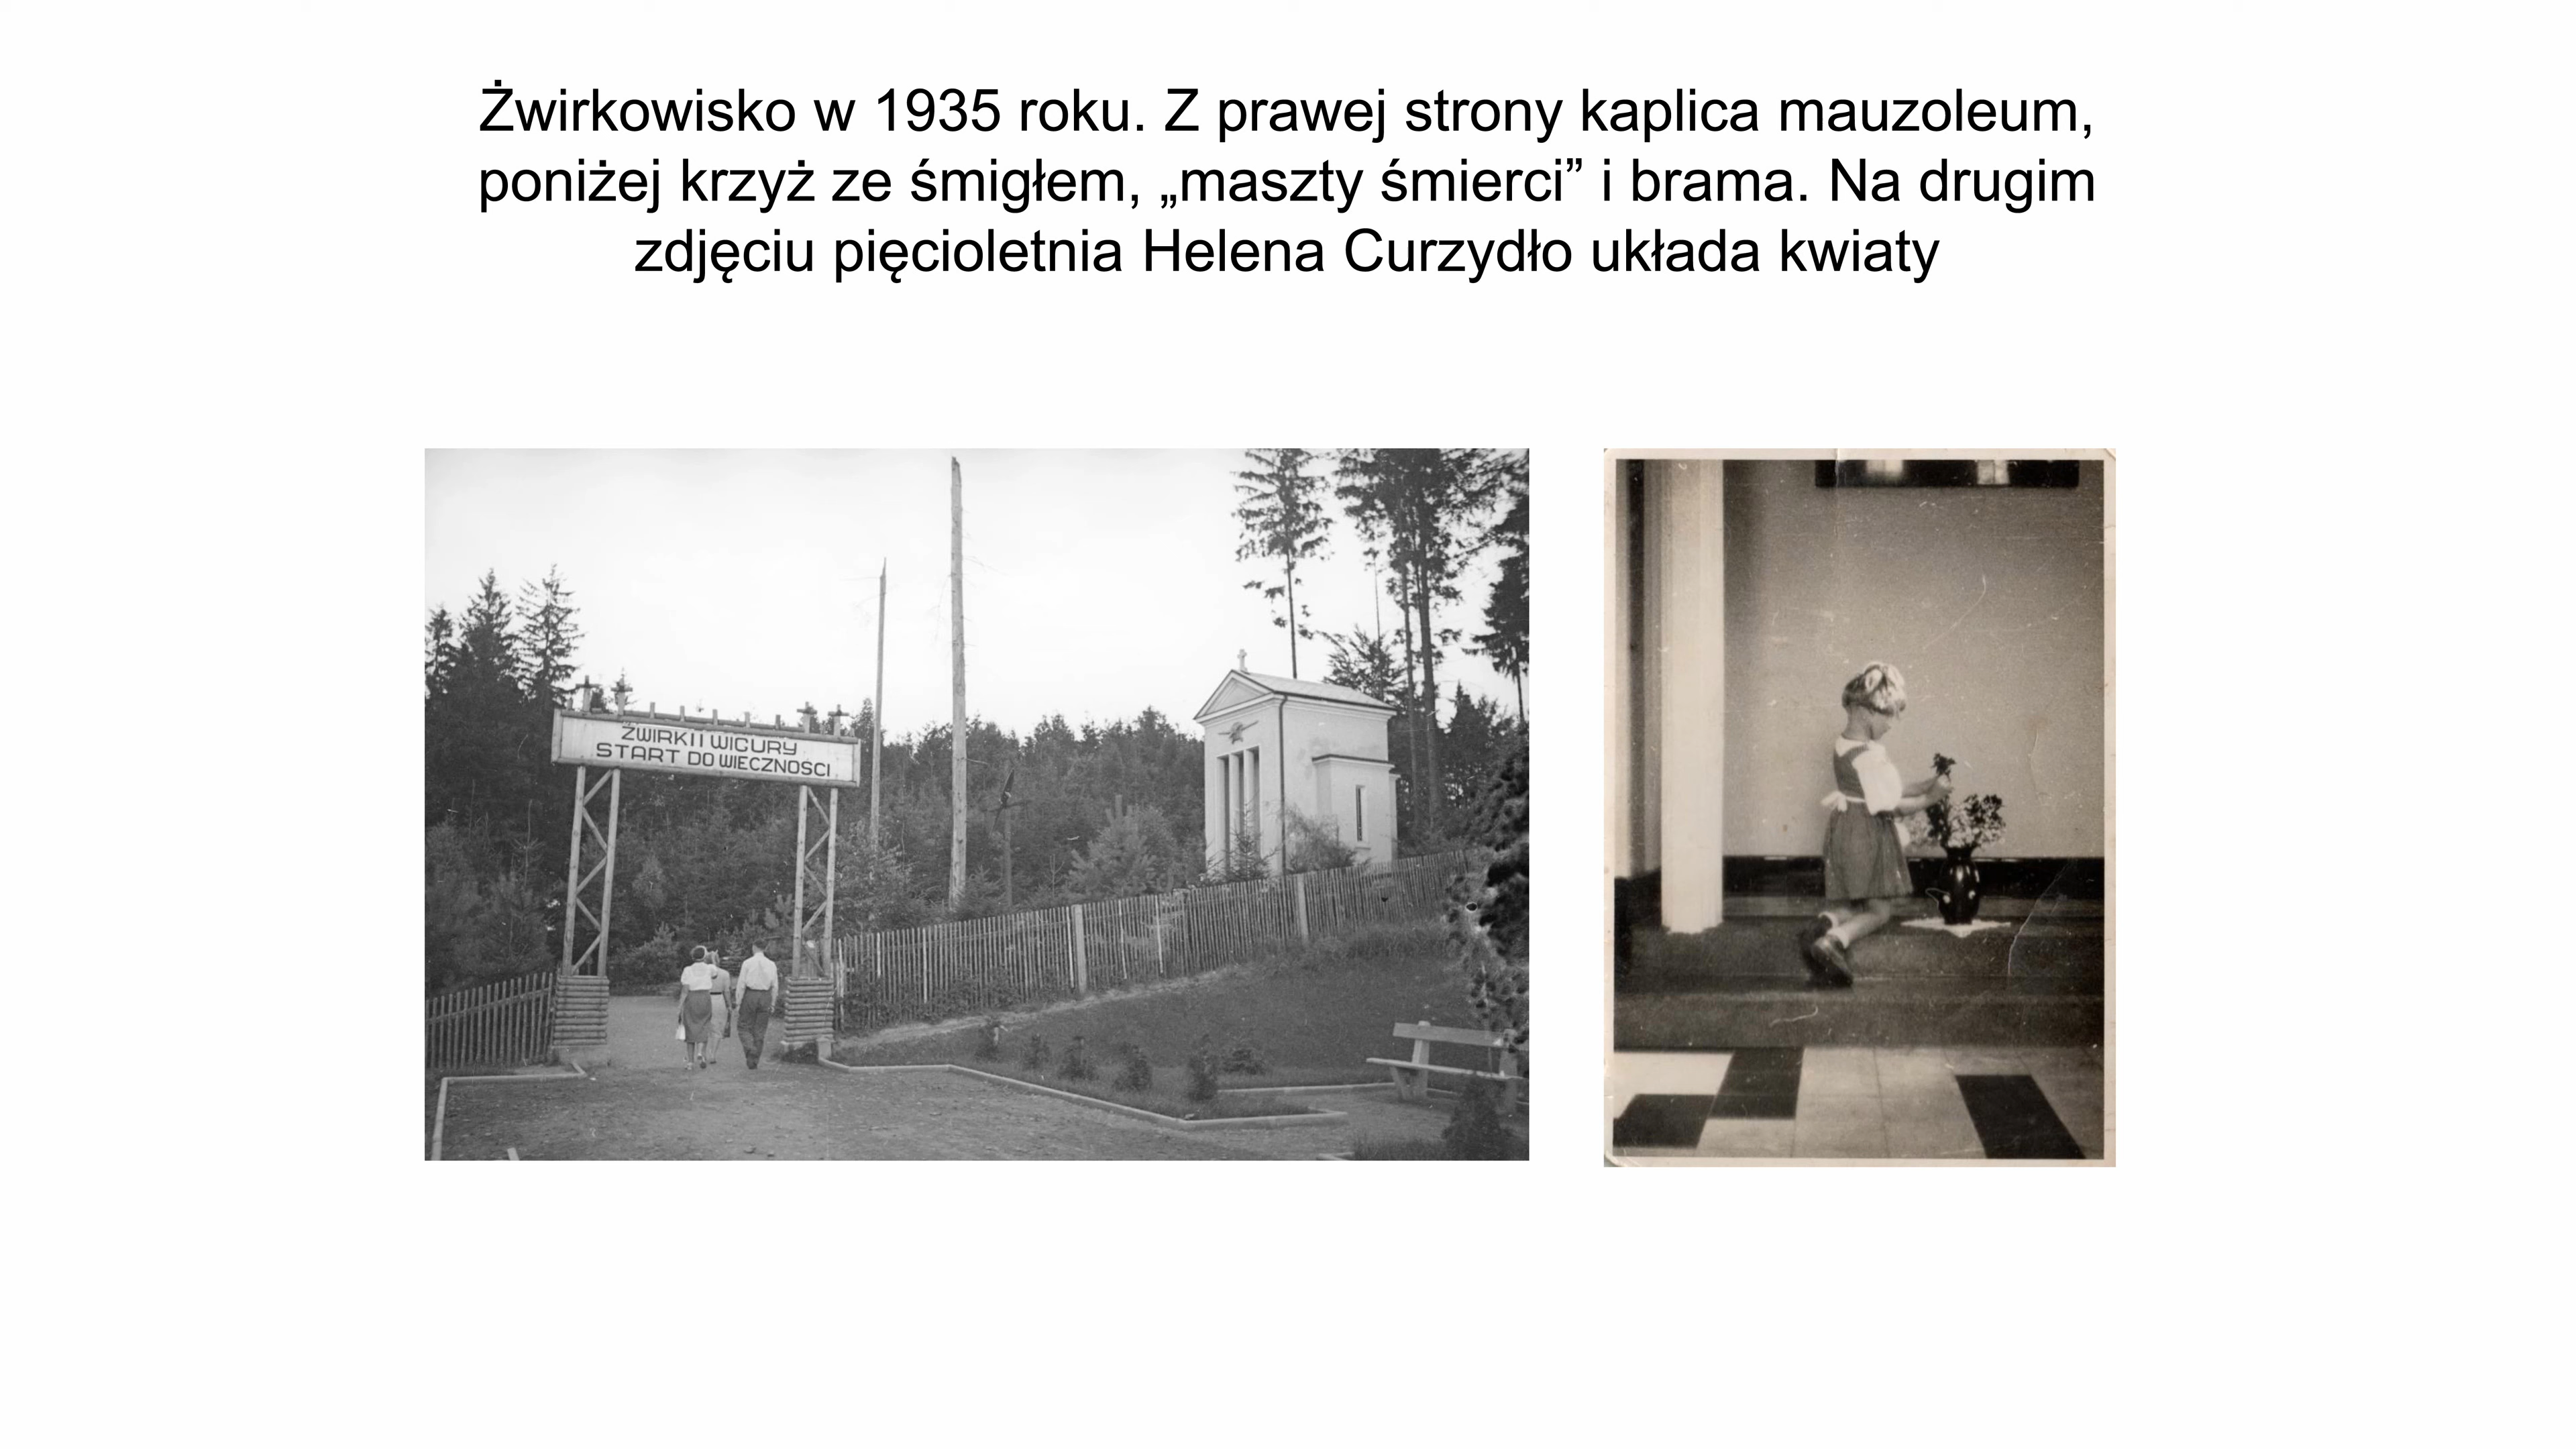 Żwirkowisko w 1935 roku. Z prawej strony kaplica mauzoleum,
poniżej krzyż ze śmigłem, „maszty śmierci” i brama. Na drugim
zdjęciu pięcioletnia Helena Curzydło układa kwiaty
ŻWIRKI I WIGURY
START DO WIECZNOŚCI